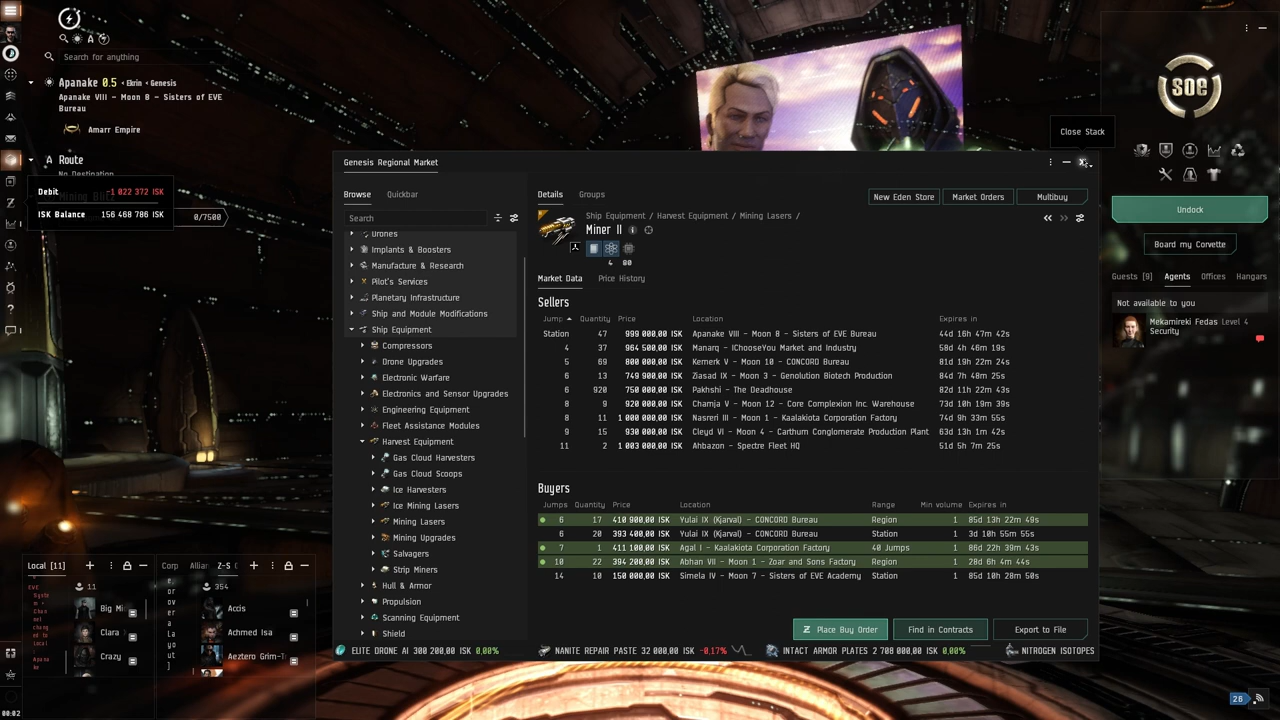 Search for anything
Apanake 0.5 ‹ Ekrin ‹ Genesis
Apanake VIII - Moon 8 - Sisters of EVE
Bureau
Amarr Empire
Route
No Destination
Debit -1 022 372 ISK
ISK Balance 156 468 786 ISK
0/7500
Genesis Regional Market
Close Stack
Browse Quickbar
Search
Drones
Implants & Boosters
Manufacture & Research
Pilot's Services
Planetary Infrastructure
Ship and Module Modifications
Ship Equipment
Compressors
Drone Upgrades
Electronic Warfare
Electronics and Sensor Upgrades
Engineering Equipment
Fleet Assistance Modules
Harvest Equipment
Gas Cloud Harvesters
Gas Cloud Scoops
Ice Harvesters
Ice Mining Lasers
Mining Lasers
Mining Upgrades
Salvagers
Strip Miners
Hull & Armor
Propulsion
Scanning Equipment
Shield
Details Groups
New Eden Store Market Orders Multibuy
Ship Equipment / Harvest Equipment / Mining Lasers /
Miner II
4 80
Market Data Price History
Sellers
Jump Quantity Price Location Expires in
Station 47 999 000,00 ISK Apanake VIII - Moon 8 - Sisters of EVE Bureau 44d 16h 47m 42s
4 37 964 500,00 ISK Manarq - IChooseYou Market and Industry 58d 4h 46m 19s
5 69 800 000,00 ISK Kemerk V - Moon 10 - CONCORD Bureau 81d 19h 22m 24s
6 13 749 900,00 ISK Ziasad IX - Moon 3 - Genolution Biotech Production 84d 7h 48m 25s
6 920 750 000,00 ISK Pakhshi - The Deadhouse 82d 11h 22m 43s
8 9 920 000,00 ISK Chamja V - Moon 12 - Core Complexion Inc. Warehouse 73d 10h 19m 39s
8 11 1 000 000,00 ISK Nasreri III - Moon 1 - Kaalakiota Corporation Factory 74d 9h 33m 55s
9 15 930 000,00 ISK Cleyd VI - Moon 4 - Carthum Conglomerate Production Plant 63d 13h 1m 42s
11 2 1 003 000,00 ISK Ahbazon - Spectre Fleet HQ 51d 5h 7m 25s
Buyers
Jumps Quantity Price Location Range Min volume Expires in
6 17 410 900,00 ISK Yulai IX (Kjarval) - CONCORD Bureau Region 1 85d 13h 22m 49s
6 20 393 400,00 ISK Yulai IX (Kjarval) - CONCORD Bureau Station 1 3d 10h 55m 55s
7 1 411 100,00 ISK Agal I - Kaalakiota Corporation Factory 40 Jumps 1 86d 22h 39m 43s
10 22 394 200,00 ISK Abhan VII - Moon 1 - Zoar and Sons Factory Region 1 28d 6h 4m 44s
14 10 150 000,00 ISK Simela IV - Moon 7 - Sisters of EVE Academy Station 1 85d 10h 28m 50s
Place Buy Order Find in Contracts Export to File
ELITE DRONE AI 300 200,00 ISK 0,00% NANITE REPAIR PASTE 32 000,00 ISK -0,17% INTACT ARMOR PLATES 2 708 000,00 ISK 0,00% NITROGEN ISOTOPES
SOE
Undock
Board my Corvette
Guests [9] Agents Offices Hangars
Not available to you
Mekamireki Fedas Level 4
Security
Local [11]
11
Big Mi
Clara
Crazy
Corp Allian Z-S
354
Accis
Achmed Isa
Aeztero Grim-T
26
00:02